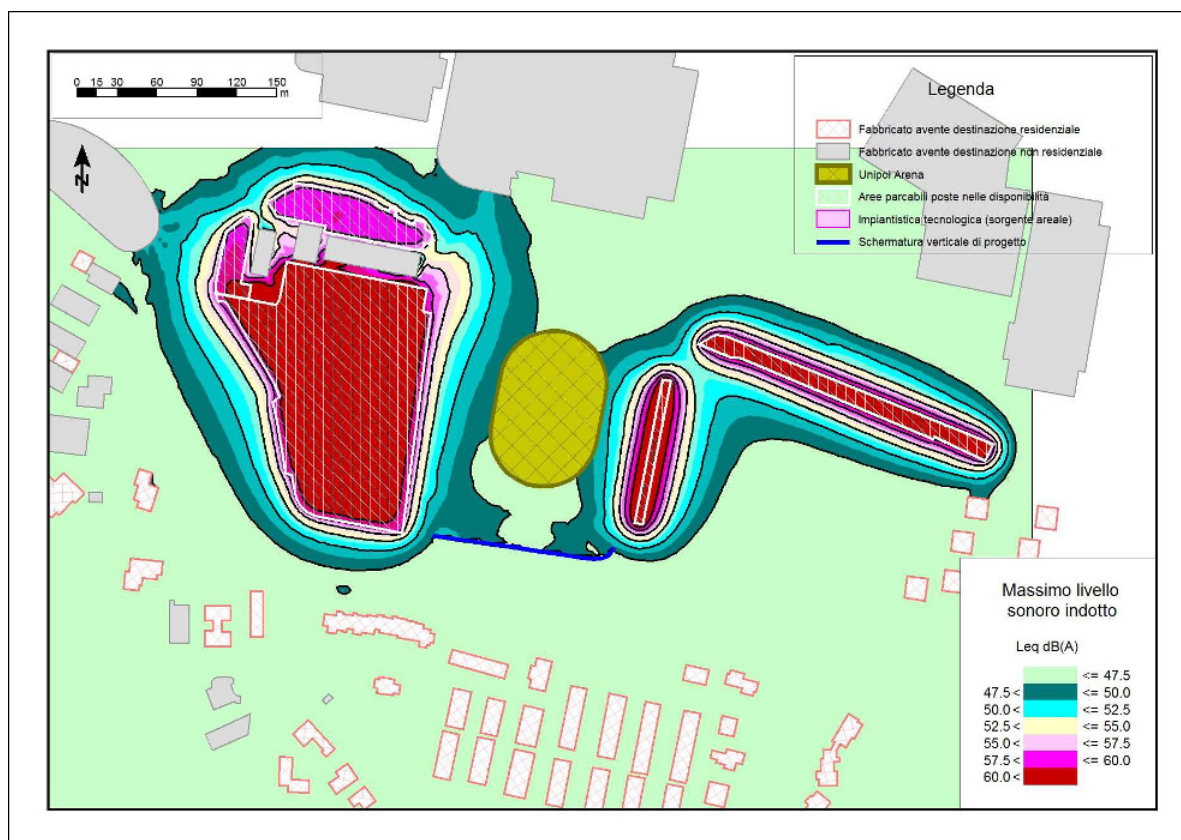 0 15 30 60 90 120 150
m
N
Legenda
Fabbricato avente destinazione residenziale
Fabbricato avente destinazione non residenziale
Unipol Arena
Aree parcabili poste nelle disponibilità
Impiantistica tecnologica (sorgente areale)
Schermatura verticale di progetto
Massimo livello
sonoro indotto
Leq dB(A)
<= 47.5
47.5 < <= 50.0
50.0 < <= 52.5
52.5 < <= 55.0
55.0 < <= 57.5
57.5 < <= 60.0
60.0 <